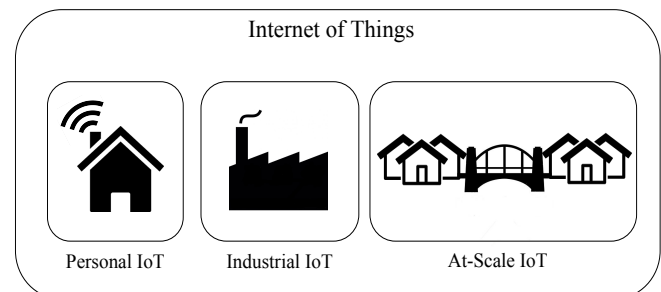 Internet of Things
Personal IoT
Industrial IoT
At-Scale IoT